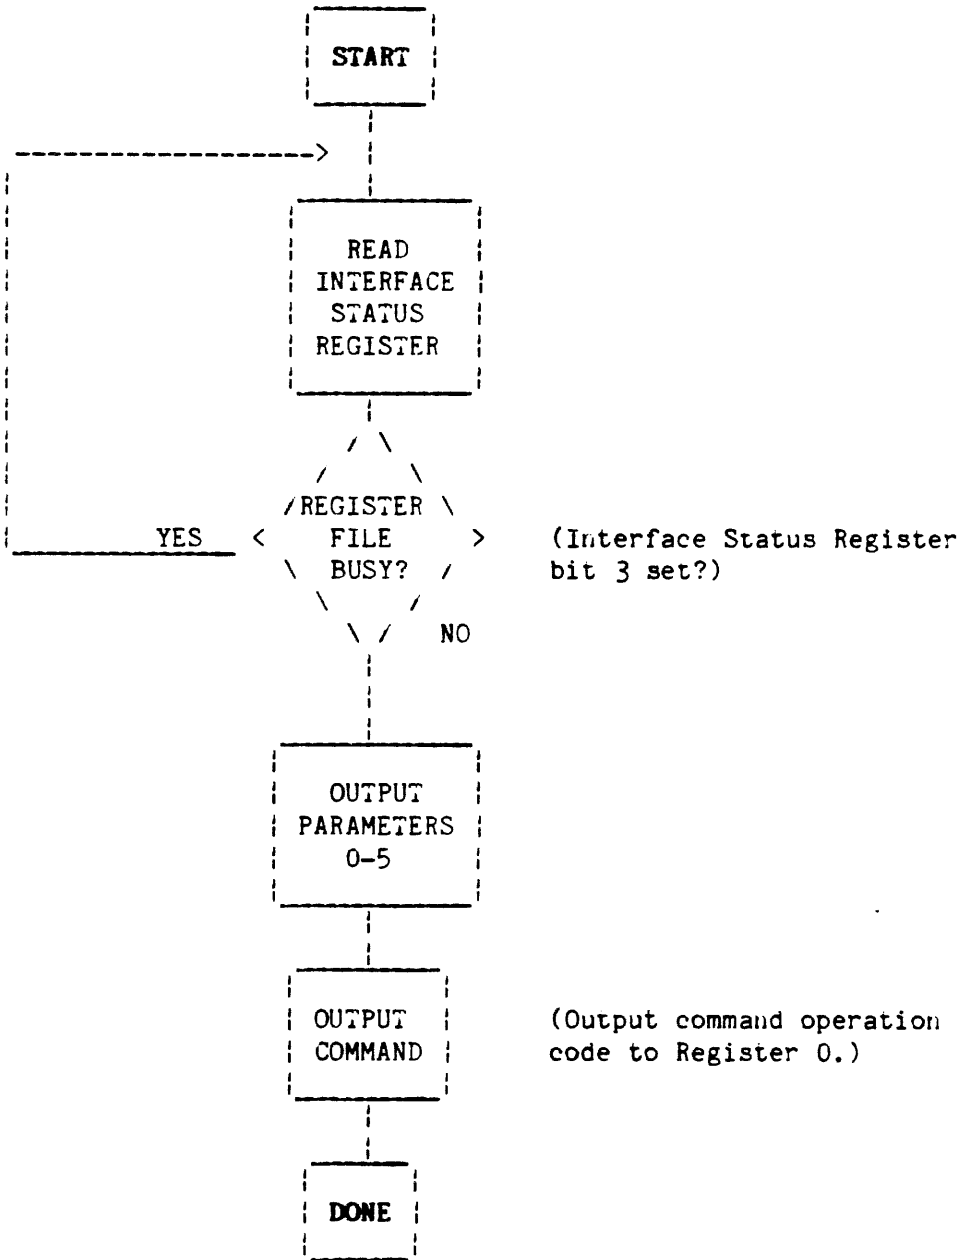 START
READ
INTERFACE
STATUS
REGISTER
REGISTER
YES FILE (Interface Status Register
BUSY? bit 3 set?)
NO
OUTPUT
PARAMETERS
0-5
OUTPUT (Output command operation
COMMAND code to Register 0.)
DONE